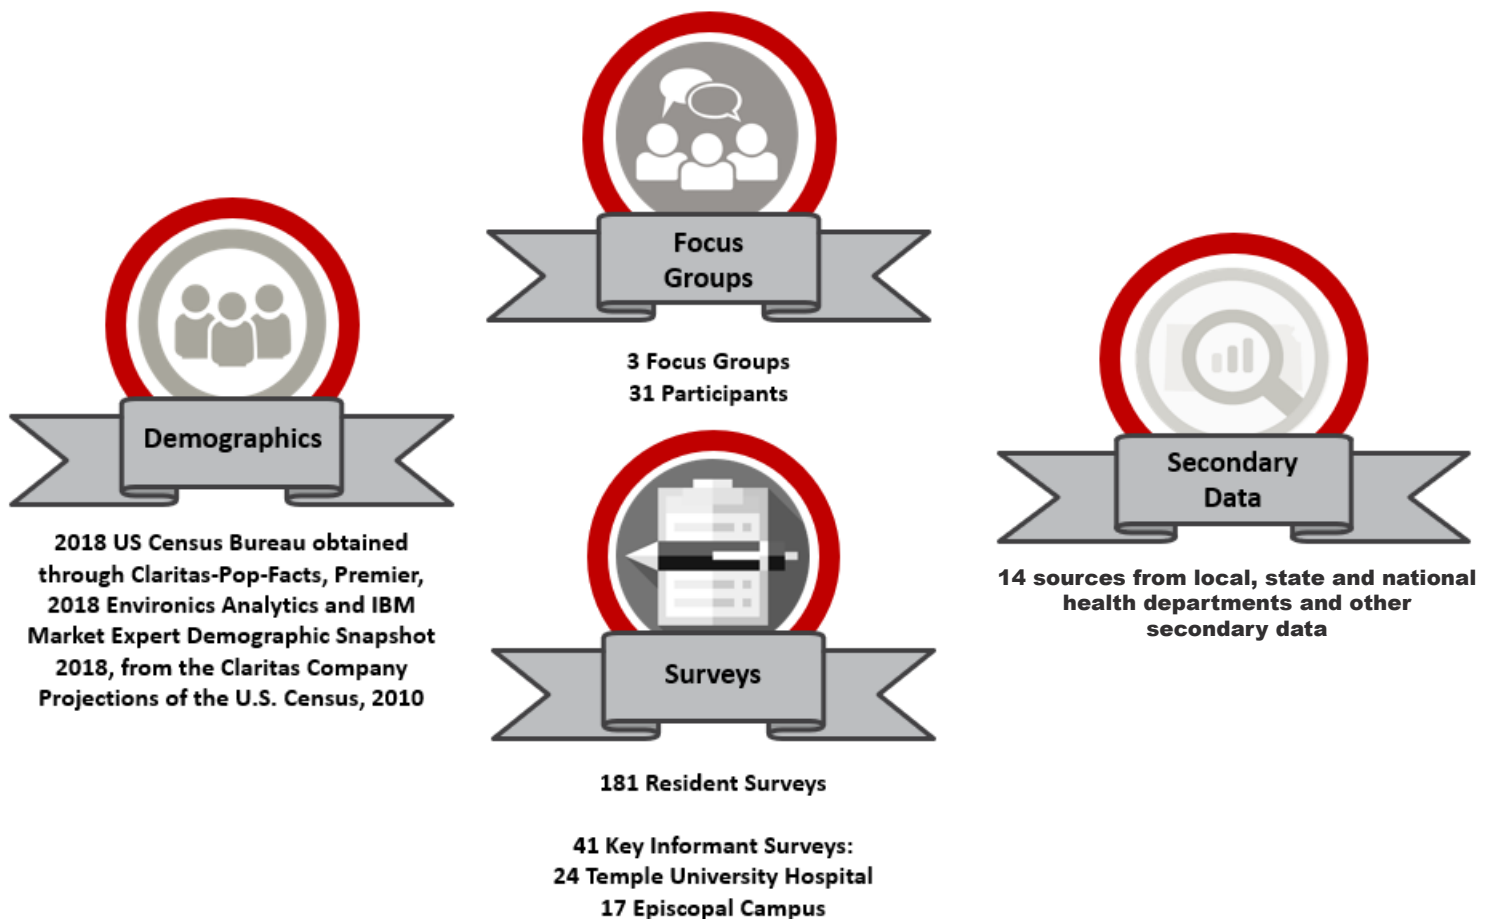 Demographics
2018 US Census Bureau obtained
through Claritas-Pop-Facts, Premier,
2018 Environics Analytics and IBM
Market Expert Demographic Snapshot
2018, from the Claritas Company
Projections of the U.S. Census, 2010
Focus
Groups
3 Focus Groups
31 Participants
Surveys
181 Resident Surveys
41 Key Informant Surveys:
24 Temple University Hospital
17 Episcopal Campus
Secondary
Data
14 sources from local, state and national
health departments and other
secondary data